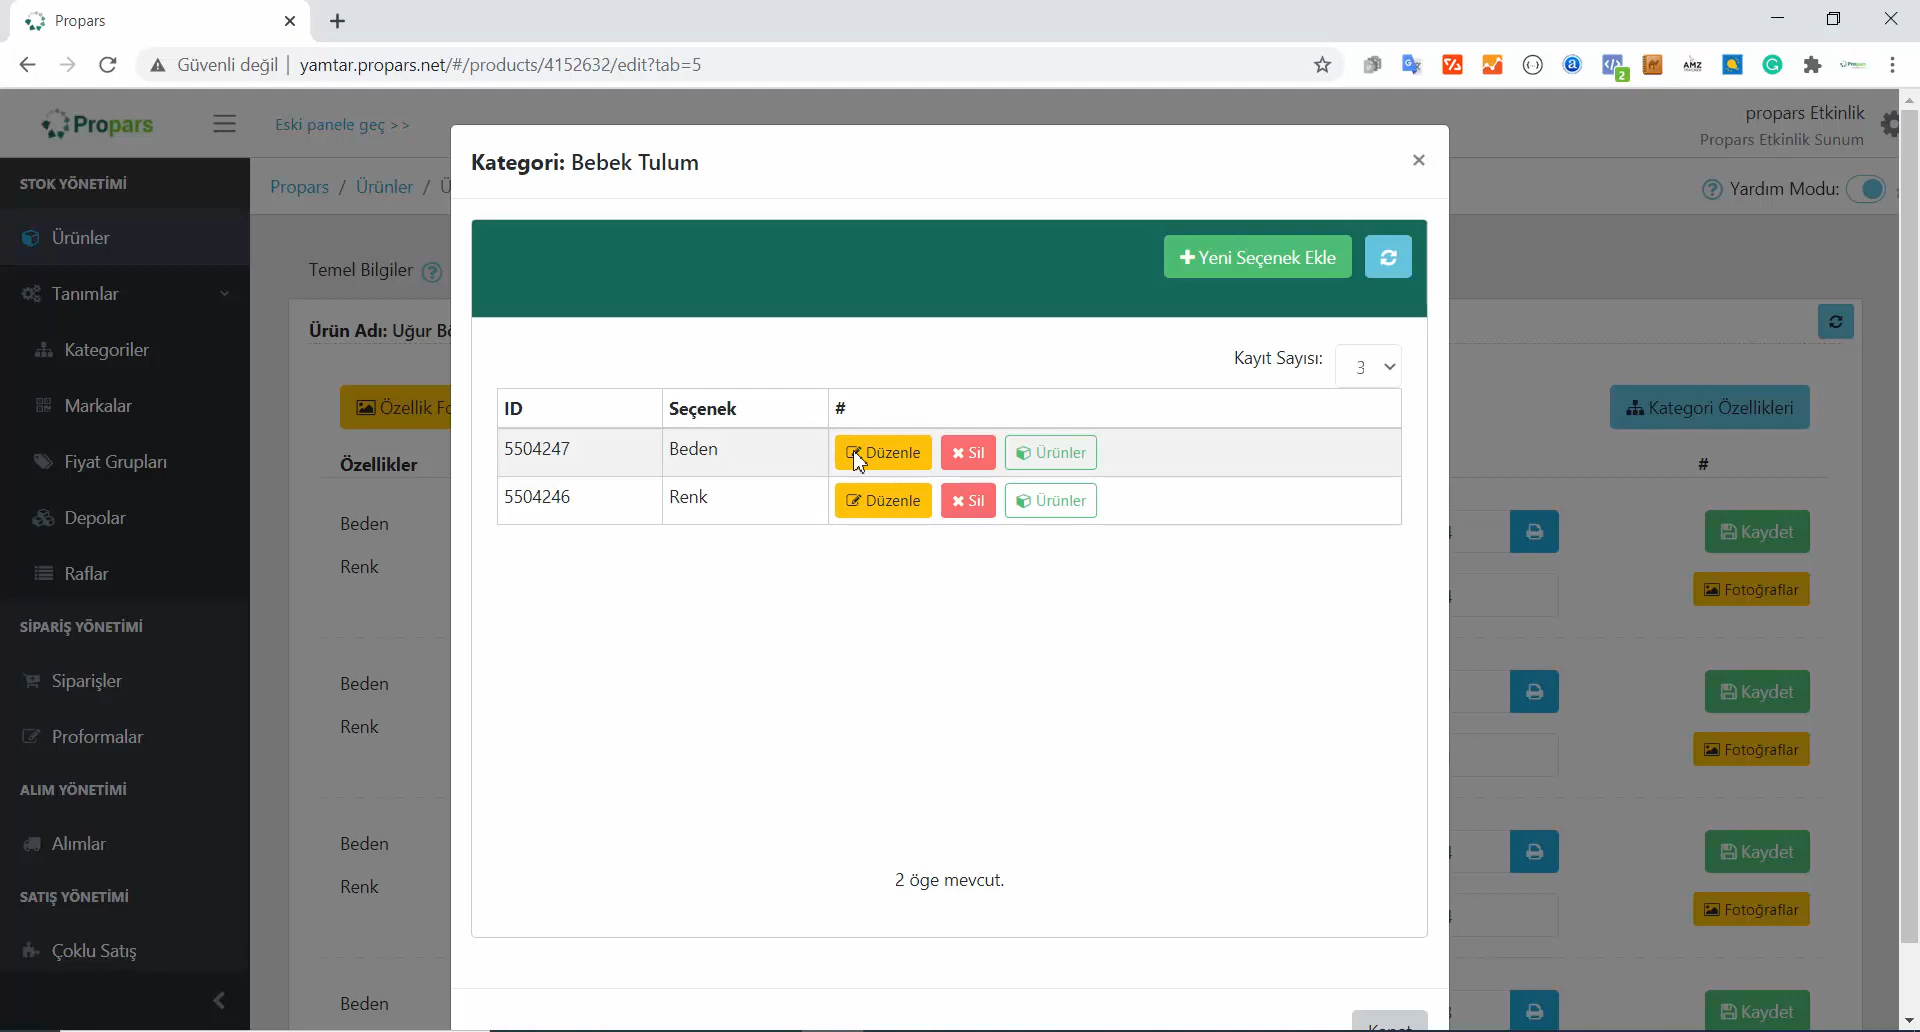 Propars
Güvenli değil
yamtar.propars.net/#/products/4152632/edit?tab=5
2
AMZ
Propars
Eski panele geç >>
propars Etkinlik
Propars Etkinlik Sunum
STOK YÖNETİMİ
Ürünler
Tanımlar
Kategoriler
Markalar
Fiyat Grupları
Depolar
Raflar
SİPARİŞ YÖNETİMİ
Siparişler
Proformalar
ALIM YÖNETİMİ
Alımlar
SATIŞ YÖNETİMİ
Çoklu Satış
Propars / Ürünler /
Yardım Modu:
Temel Bilgiler
Ürün Adı: Uğur
Özellik
Kategori Özellikleri
Özellikler
#
Beden
Renk
Kaydet
Fotoğraflar
Beden
Renk
Kaydet
Fotoğraflar
Beden
Renk
Kaydet
Fotoğraflar
Beden
Kaydet
Kategori: Bebek Tulum
Yeni Seçenek Ekle
Kayıt Sayısı: 3
ID Seçenek #
5504247 Beden Düzenle Sil Ürünler
5504246 Renk Düzenle Sil Ürünler
2 öge mevcut.